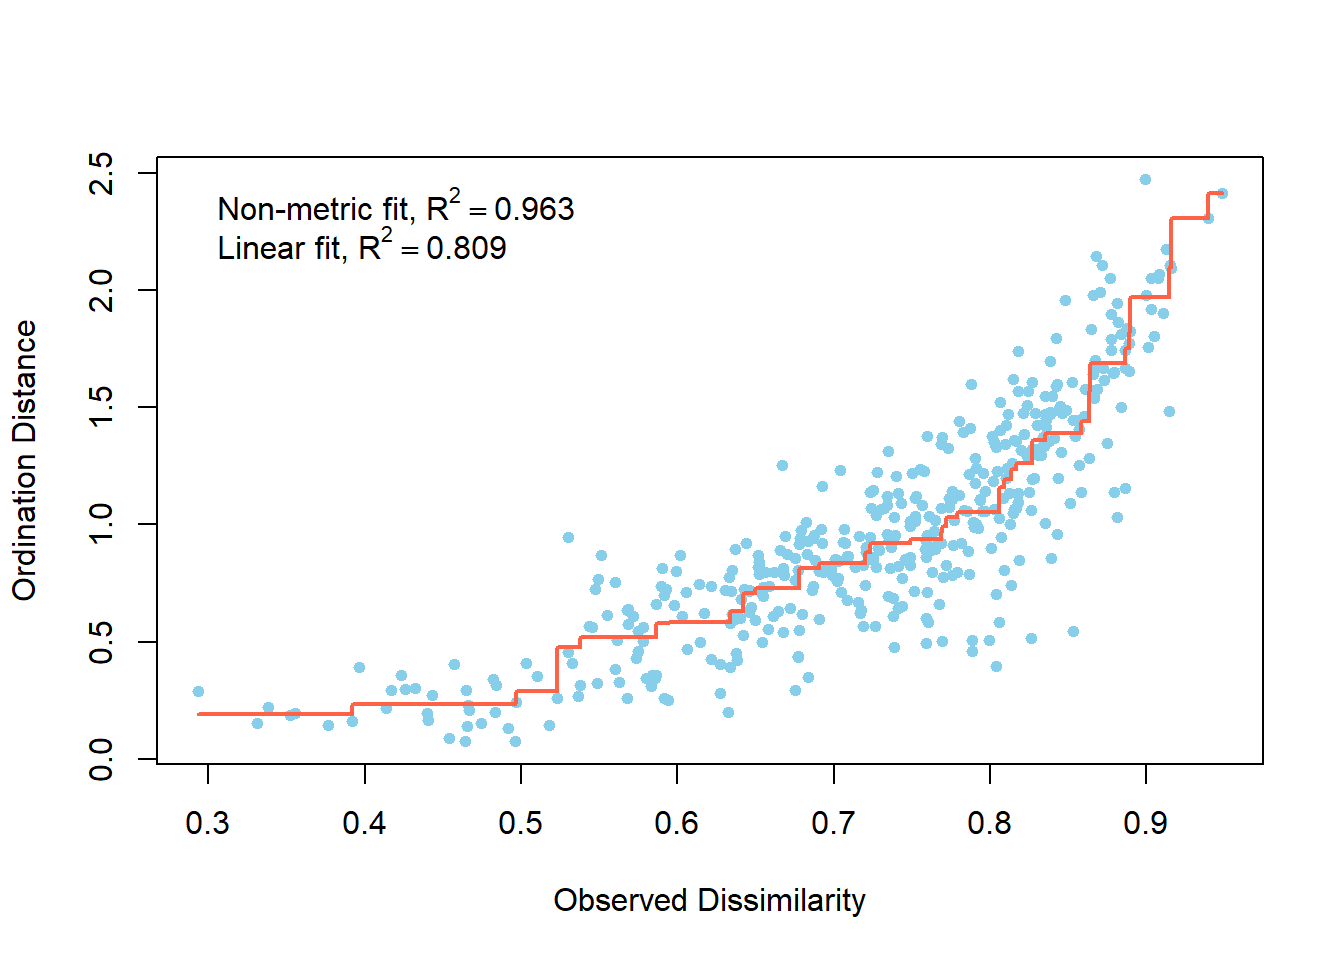 Non-metric fit, R² = 0.963
Linear fit, R² = 0.809
Ordination Distance
2.5
2.0
1.5
1.0
0.5
0.0
0.3 0.4 0.5 0.6 0.7 0.8 0.9
Observed Dissimilarity